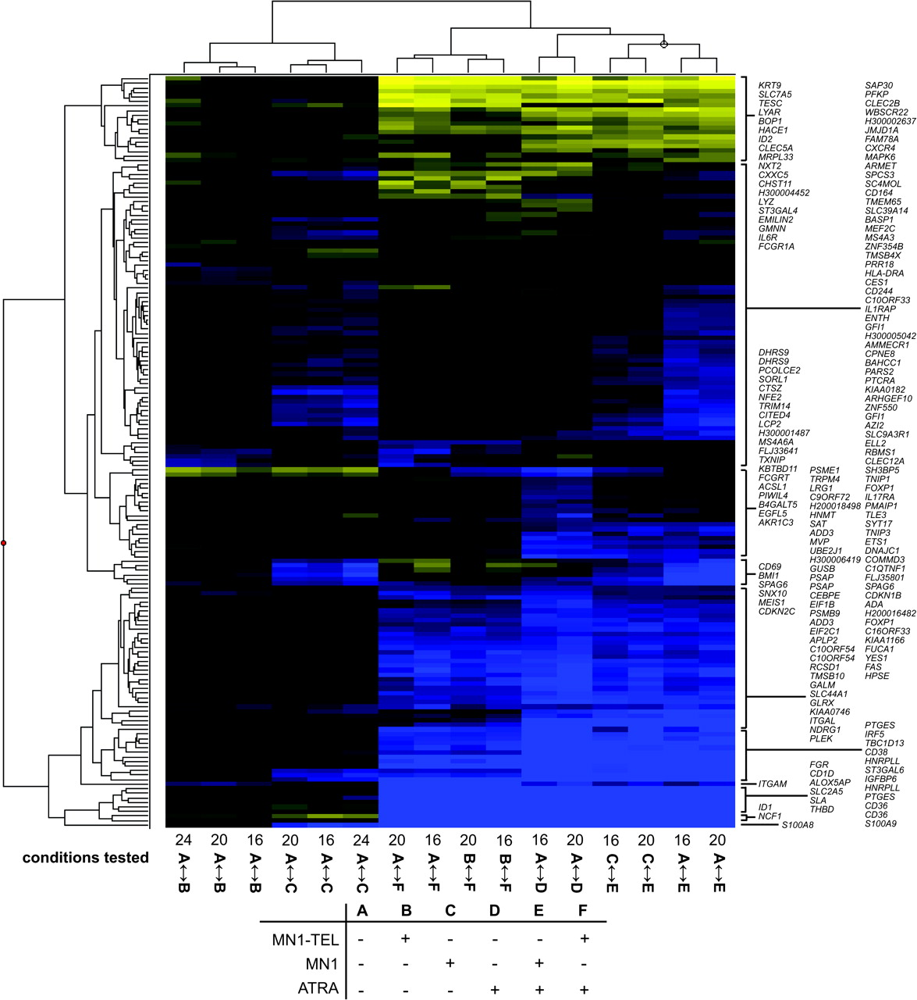 KRT9 SAP30
SLC7A5 PFKP
TESC CLEC2B
LYAR WBSCR22
BOP1 H300002637
HACE1 JMJD1A
ID2 FAM78A
CLEC5A CXCR4
MRPL33 MAPK6
NXT2 ARMET
CXXC5 SPCS3
CHST11 SC4MOL
H300004452 CD164
LYZ TMEM65
ST3GAL4 SLC39A14
EMILIN2 BASP1
GMNN MEF2C
IL6R MS4A3
FCGR1A ZNF354B
TMSB4X
PRR18
HLA-DRA
CES1
CD244
C10ORF33
IL1RAP
ENTH
GFI1
H300005042
AMMECR1
DHRS9 CPNE8
DHRS9 BAHCC1
PCOLCE2 PARS2
SORL1 PTCRA
CTSZ KIAA0182
NFE2 ARHGEF10
TRIM14 ZNF550
CITED4 GFI1
LCP2 AZI2
H300001487 SLC9A3R1
MS4A6A ELL2
FLJ33641 RBMS1
TXNIP CLEC12A
KBTBD11 PSME1 SH3BP5
FCGRT TRPM4 TNIP1
ACSL1 LRG1 FOXP1
PIWIL4 C9ORF72 IL17RA
B4GALT5 H200018498 PMAIP1
EGFL5 HNMT TLE3
AKR1C3 SAT SYT17
ADD3 TNIP3
MVP ETS1
UBE2J1 DNAJC1
H300006419 COMMD3
CD69 GUSB C1QTNF1
BMI1 PSAP FLJ35801
SPAG6 PSAP SPAG6
SNX10 CEBPE CDKN1B
MEIS1 EIF1B ADA
CDKN2C PSMB9 H200016482
ADD3 FOXP1
EIF2C1 C16ORF33
APLP2 KIAA1166
C10ORF54 FUCA1
C10ORF54 YES1
RCSD1 FAS
TMSB10 HPSE
GALM
SLC44A1
GLRX
KIAA0746
ITGAL
NDRG1 PTGES
PLEK IRF5
TBC1D13
CD38
HNRPLL
FGR ST3GAL6
CD1D IGFBP6
ITGAM ALOX5AP HNRPLL
SLC2A5 PTGES
SLA CD36
ID1 THBD CD36
NCF1 S100A9
S100A8
24 20 16 20 16 24 20 16 20 16 16 20 16 20 16 20
conditions tested A↔B A↔B A↔B A↔C A↔C A↔C A↔F A↔F B↔F B↔F A↔D A↔D C↔E C↔E A↔E A↔E
A B C D E F
MN1-TEL - + - - - +
MN1 - - + - + -
ATRA - - - + + +